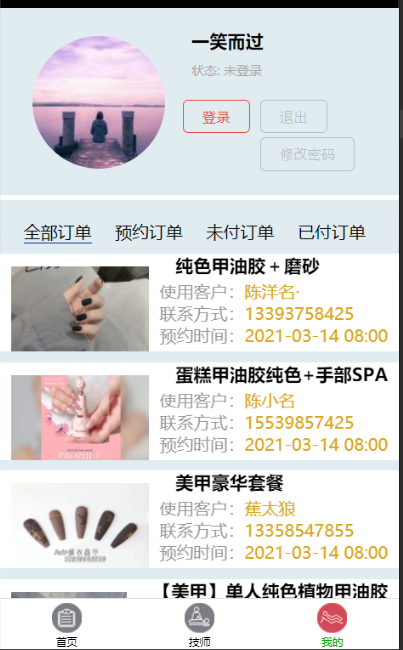 一笑而过
状态: 未登录
登录
退出
修改密码
全部订单 预约订单 未付订单 已付订单
纯色甲油胶 + 磨砂
使用客户: 陈洋名·
联系方式: 13393758425
预约时间: 2021-03-14 08:00
蛋糕甲油胶纯色+手部SPA
使用客户: 陈小名
联系方式: 15539857425
预约时间: 2021-03-14 08:00
美甲豪华套餐
使用客户: 蕉太狼
联系方式: 13358547855
预约时间: 2021-03-14 08:00
【美甲】单人纯色植物甲油胶
首页 技师 我的